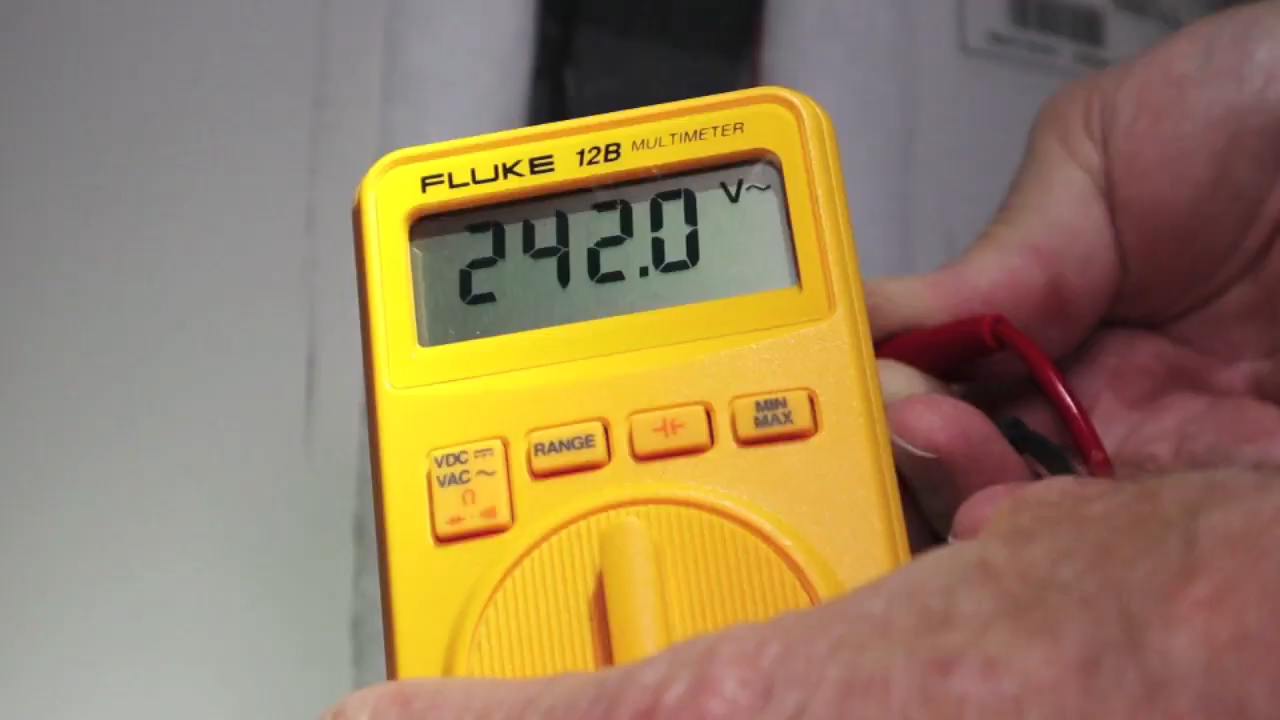 FLUKE 12B MULTIMETER
242.0 V~
VDC
VAC ~
Ω
RANGE
MIN
MAX